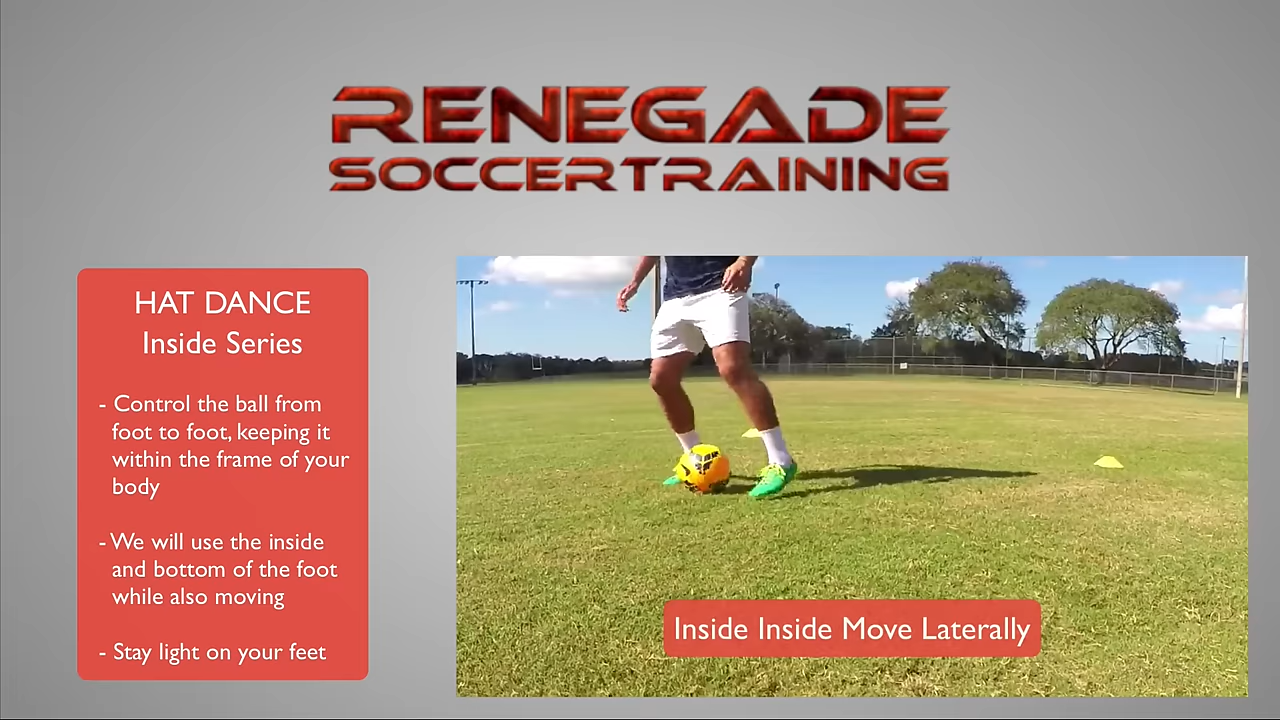 RENEGADE
SOCCERTRAINING
HAT DANCE
Inside Series
- Control the ball from
foot to foot, keeping it
within the frame of your
body
- We will use the inside
and bottom of the foot
while also moving
- Stay light on your feet
Inside Inside Move Laterally